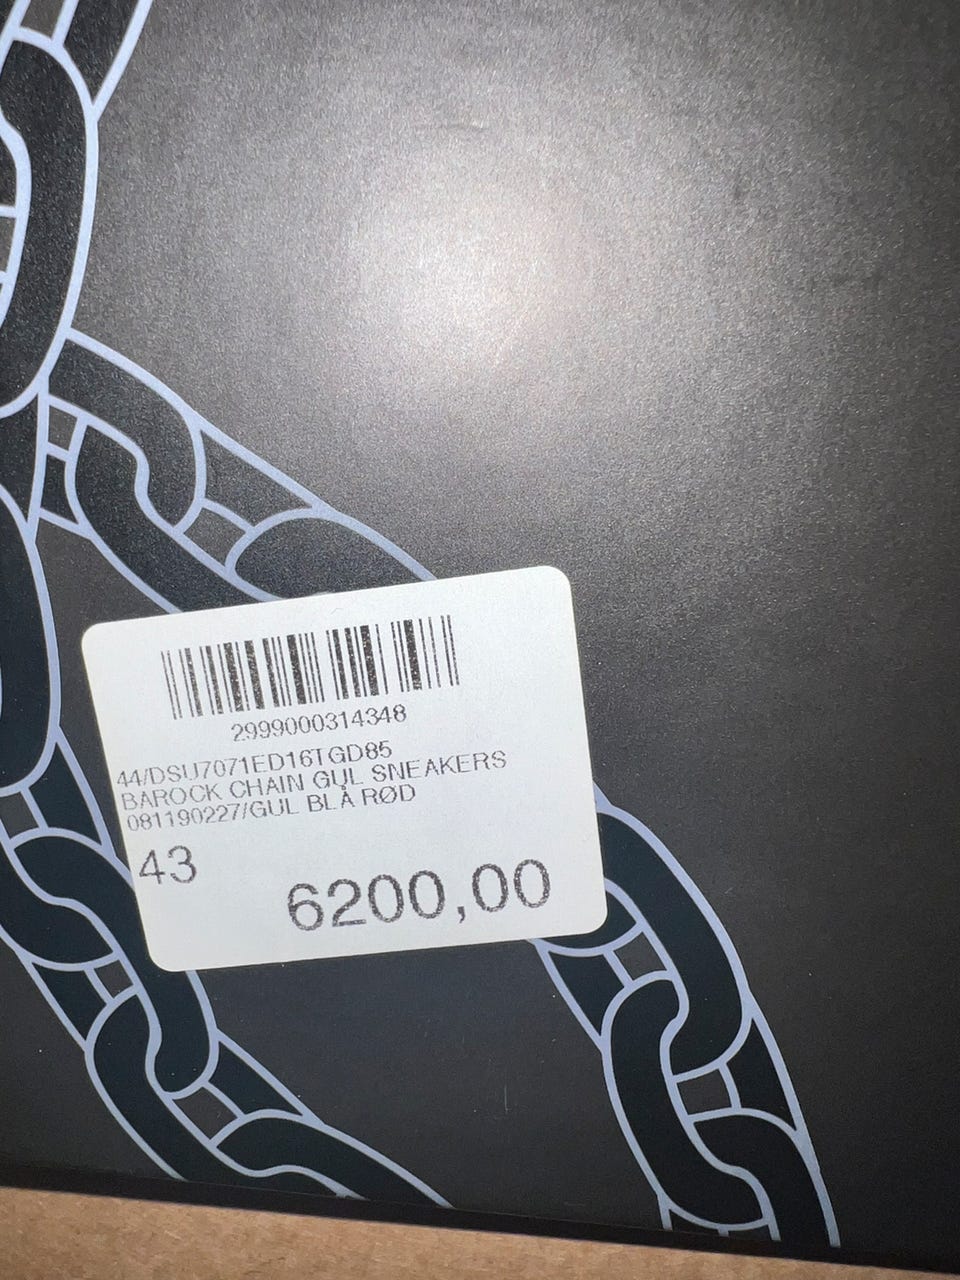 2999000314348
44/DSU7071ED16TGD85
BAROCK CHAIN GUL SNEAKERS
081190227/GUL BLÅ RØD
43
6200,00